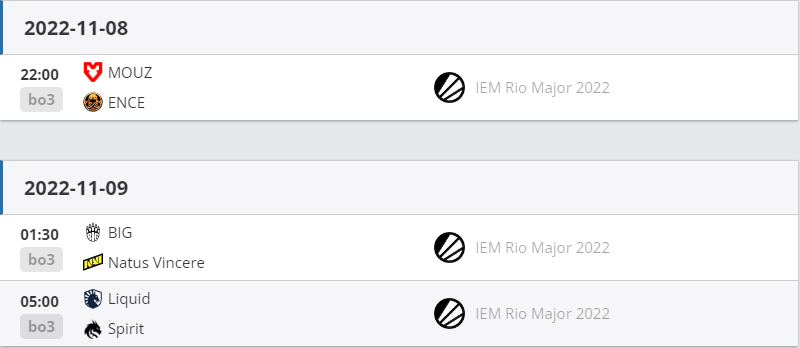 2022-11-08
22:00
MOUZ
bo3
ENCE
IEM Rio Major 2022
2022-11-09
01:30
BIG
bo3
Natus Vincere
IEM Rio Major 2022
05:00
Liquid
bo3
Spirit
IEM Rio Major 2022